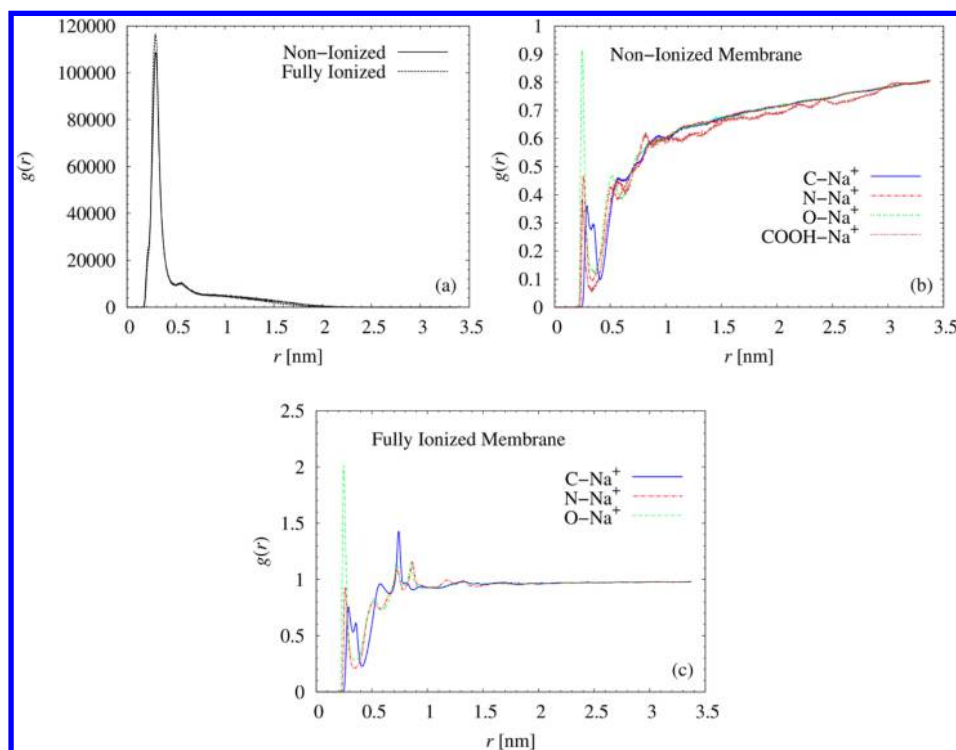 120000
100000
80000
60000
40000
20000
0
g(r)
Non−Ionized
Fully Ionized
(a)
0 0.5 1 1.5 2 2.5 3 3.5
r [nm]
1
0.9
0.8
0.7
0.6
0.5
0.4
0.3
0.2
0.1
0
g(r)
Non−Ionized Membrane
C−Na+
N−Na+
O−Na+
COOH−Na+
(b)
0 0.5 1 1.5 2 2.5 3 3.5
r [nm]
2.5
2
1.5
1
0.5
0
g(r)
Fully Ionized Membrane
C−Na+
N−Na+
O−Na+
(c)
0 0.5 1 1.5 2 2.5 3 3.5
r [nm]